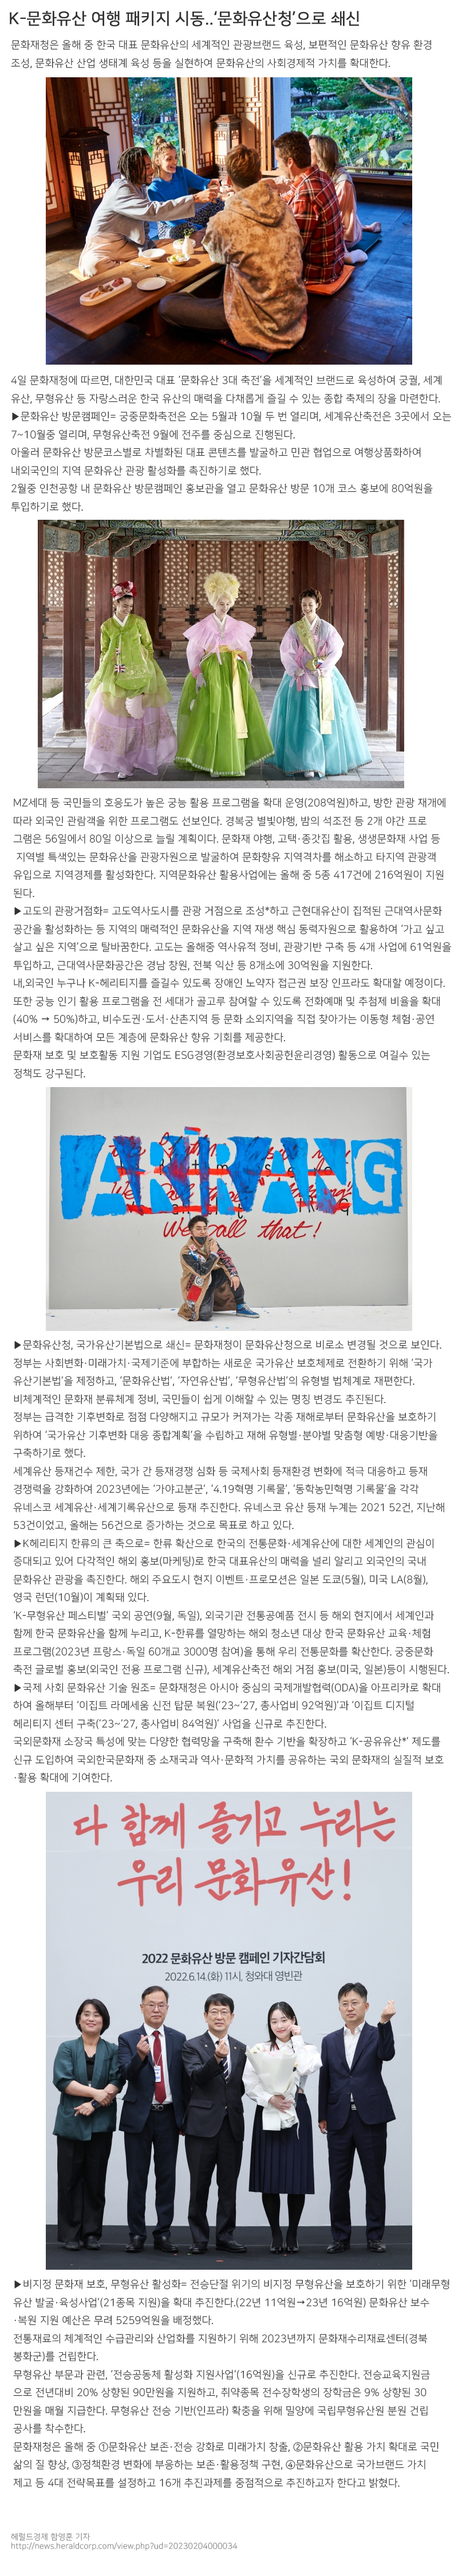 K-문화유산 여행 패키지 시동..‘문화유산청’으로 쇄신
문화재청은 올해 중 한국 대표 문화유산의 세계적인 관광브랜드 육성, 보편적인 문화유산 향유 환경
조성, 문화유산 산업 생태계 육성 등을 실현하여 문화유산의 사회경제적 가치를 확대한다.
4일 문화재청에 따르면, 대한민국 대표 ‘문화유산 3대 축전’을 세계적인 브랜드로 육성하여 궁궐, 세계
유산, 무형유산 등 자랑스러운 한국 유산의 매력을 다채롭게 즐길 수 있는 종합 축제의 장을 마련한다.
▶문화유산 방문캠페인= 궁중문화축전은 오는 5월과 10월 두 번 열리며, 세계유산축전은 3곳에서 오는
7~10월중 열리며, 무형유산축전 9월에 전주를 중심으로 진행된다.
아울러 문화유산 방문코스별로 차별화된 대표 콘텐츠를 발굴하고 민관 협업으로 여행상품화하여
내외국인의 지역 문화유산 관광 활성화를 촉진하기로 했다.
2월중 인천공항 내 문화유산 방문캠페인 홍보관을 열고 문화유산 방문 10개 코스 홍보에 80억원을
투입하기로 했다.
MZ세대 등 국민들의 호응도가 높은 궁능 활용 프로그램을 확대 운영(208억원)하고, 방한 관광 재개에
따라 외국인 관람객을 위한 프로그램도 선보인다. 경복궁 별빛야행, 밤의 석조전 등 2개 야간 프로
그램은 56일에서 80일 이상으로 늘릴 계획이다. 문화재 야행, 고택·종갓집 활용, 생생문화재 사업 등
지역별 특색있는 문화유산을 관광자원으로 발굴하여 문화향유 지역격차를 해소하고 타지역 관광객
유입으로 지역경제를 활성화한다. 지역문화유산 활용사업에는 올해 중 5종 417건에 216억원이 지원
된다.
▶고도의 관광거점화= 고도역사도시를 관광 거점으로 조성*하고 근현대유산이 집적된 근대역사문화
공간을 활성화하는 등 지역의 매력적인 문화유산을 지역 재생 핵심 동력자원으로 활용하여 ‘가고 싶고
살고 싶은 지역’으로 탈바꿈한다. 고도는 올해중 역사유적 정비, 관광기반 구축 등 4개 사업에 61억원을
투입하고, 근대역사문화공간은 경남 창원, 전북 익산 등 8개소에 30억원을 지원한다.
내,외국인 누구나 K-헤리티지를 즐길수 있도록 장애인 노약자 접근권 보장 인프라도 확대할 예정이다.
또한 궁능 인기 활용 프로그램을 전 세대가 골고루 참여할 수 있도록 전화예매 및 추첨제 비율을 확대
(40% → 50%)하고, 비수도권·도서·산촌지역 등 문화 소외지역을 직접 찾아가는 이동형 체험·공연
서비스를 확대하여 모든 계층에 문화유산 향유 기회를 제공한다.
문화재 보호 및 보호활동 지원 기업도 ESG경영(환경보호사회공헌윤리경영) 활동으로 여길수 있는
정책도 강구된다.
ARIRANG
We call that!
▶문화유산청, 국가유산기본법으로 쇄신= 문화재청이 문화유산청으로 비로소 변경될 것으로 보인다.
정부는 사회변화·미래가치·국제기준에 부합하는 새로운 국가유산 보호체제로 전환하기 위해 ‘국가
유산기본법’을 제정하고, ‘문화유산법’, ‘자연유산법’, ‘무형유산법’의 유형별 법체계로 재편한다.
비체계적인 문화재 분류체계 정비, 국민들이 쉽게 이해할 수 있는 명칭 변경도 추진된다.
정부는 급격한 기후변화로 점점 다양해지고 규모가 커져가는 각종 재해로부터 문화유산을 보호하기
위하여 ‘국가유산 기후변화 대응 종합계획’을 수립하고 재해 유형별·분야별 맞춤형 예방·대응기반을
구축하기로 했다.
세계유산 등재건수 제한, 국가 간 등재경쟁 심화 등 국제사회 등재환경 변화에 적극 대응하고 등재
경쟁력을 강화하여 2023년에는 ‘가야고분군’, ‘4.19혁명 기록물’, ‘동학농민혁명 기록물’을 각각
유네스코 세계유산·세계기록유산으로 등재 추진한다. 유네스코 유산 등재 누계는 2021 52건, 지난해
53건이었고, 올해는 56건으로 증가하는 것으로 목표로 하고 있다.
▶K헤리티지 한류의 큰 축으로= 한류 확산으로 한국의 전통문화·세계유산에 대한 세계인의 관심이
증대되고 있어 다각적인 해외 홍보(마케팅)로 한국 대표유산의 매력을 널리 알리고 외국인의 국내
문화유산 관광을 촉진한다. 해외 주요도시 현지 이벤트·프로모션은 일본 도쿄(5월), 미국 LA(8월),
영국 런던(10월)이 계획돼 있다.
‘K-무형유산 페스티벌’ 국외 공연(9월, 독일), 외국기관 전통공예품 전시 등 해외 현지에서 세계인과
함께 한국 문화유산을 함께 누리고, K-한류를 열망하는 해외 청소년 대상 한국 문화유산 교육·체험
프로그램(2023년 프랑스·독일 60개교 3000명 참여)을 통해 우리 전통문화를 확산한다. 궁중문화
축전 글로벌 홍보(외국인 전용 프로그램 신규), 세계유산축전 해외 거점 홍보(미국, 일본)등이 시행된다.
▶국제 사회 문화유산 기술 원조= 문화재청은 아시아 중심의 국제개발협력(ODA)을 아프리카로 확대
하여 올해부터 ‘이집트 라메세움 신전 탑문 복원(‘23~’27, 총사업비 92억원)’과 ‘이집트 디지털
헤리티지 센터 구축(‘23~’27, 총사업비 84억원)’ 사업을 신규로 추진한다.
국외문화재 소장국 특성에 맞는 다양한 협력망을 구축해 환수 기반을 확장하고 ‘K-공유유산*’ 제도를
신규 도입하여 국외한국문화재 중 소재국과 역사·문화적 가치를 공유하는 국외 문화재의 실질적 보호
·활용 확대에 기여한다.
다 함께 즐기고 누리는
우리 문화유산!
2022 문화유산 방문 캠페인 기자간담회
2022.6.14.(화) 11시, 청와대 영빈관
▶비지정 문화재 보호, 무형유산 활성화= 전승단절 위기의 비지정 무형유산을 보호하기 위한 ‘미래무형
유산 발굴·육성사업’(21종목 지원)을 확대 추진한다.(22년 11억원→23년 16억원) 문화유산 보수
·복원 지원 예산은 무려 5259억원을 배정했다.
전통재료의 체계적인 수급관리와 산업화를 지원하기 위해 2023년까지 문화재수리재료센터(경북
봉화군)를 건립한다.
무형유산 부문과 관련, ‘전승공동체 활성화 지원사업’(16억원)을 신규로 추진한다. 전승교육지원금
으로 전년대비 20% 상향된 90만원을 지원하고, 취약종목 전수장학생의 장학금은 9% 상향된 30
만원을 매월 지급한다. 무형유산 전승 기반(인프라) 확충을 위해 밀양에 국립무형유산원 분원 건립
공사를 착수한다.
문화재청은 올해 중 ①문화유산 보존·전승 강화로 미래가치 창출, ②문화유산 활용 가치 확대로 국민
삶의 질 향상, ③정책환경 변화에 부응하는 보존·활용정책 구현, ④문화유산으로 국가브랜드 가치
제고 등 4대 전략목표를 설정하고 16개 추진과제를 중점적으로 추진하고자 한다고 밝혔다.
헤럴드경제 함영훈 기자
http://news.heraldcorp.com/view.php?ud=20230204000034